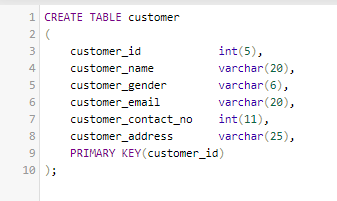 1 CREATE TABLE customer
2 (
3 customer_id int(5),
4 customer_name varchar(20),
5 customer_gender varchar(6),
6 customer_email varchar(20),
7 customer_contact_no int(11),
8 customer_address varchar(25),
9 PRIMARY KEY(customer_id)
10 );